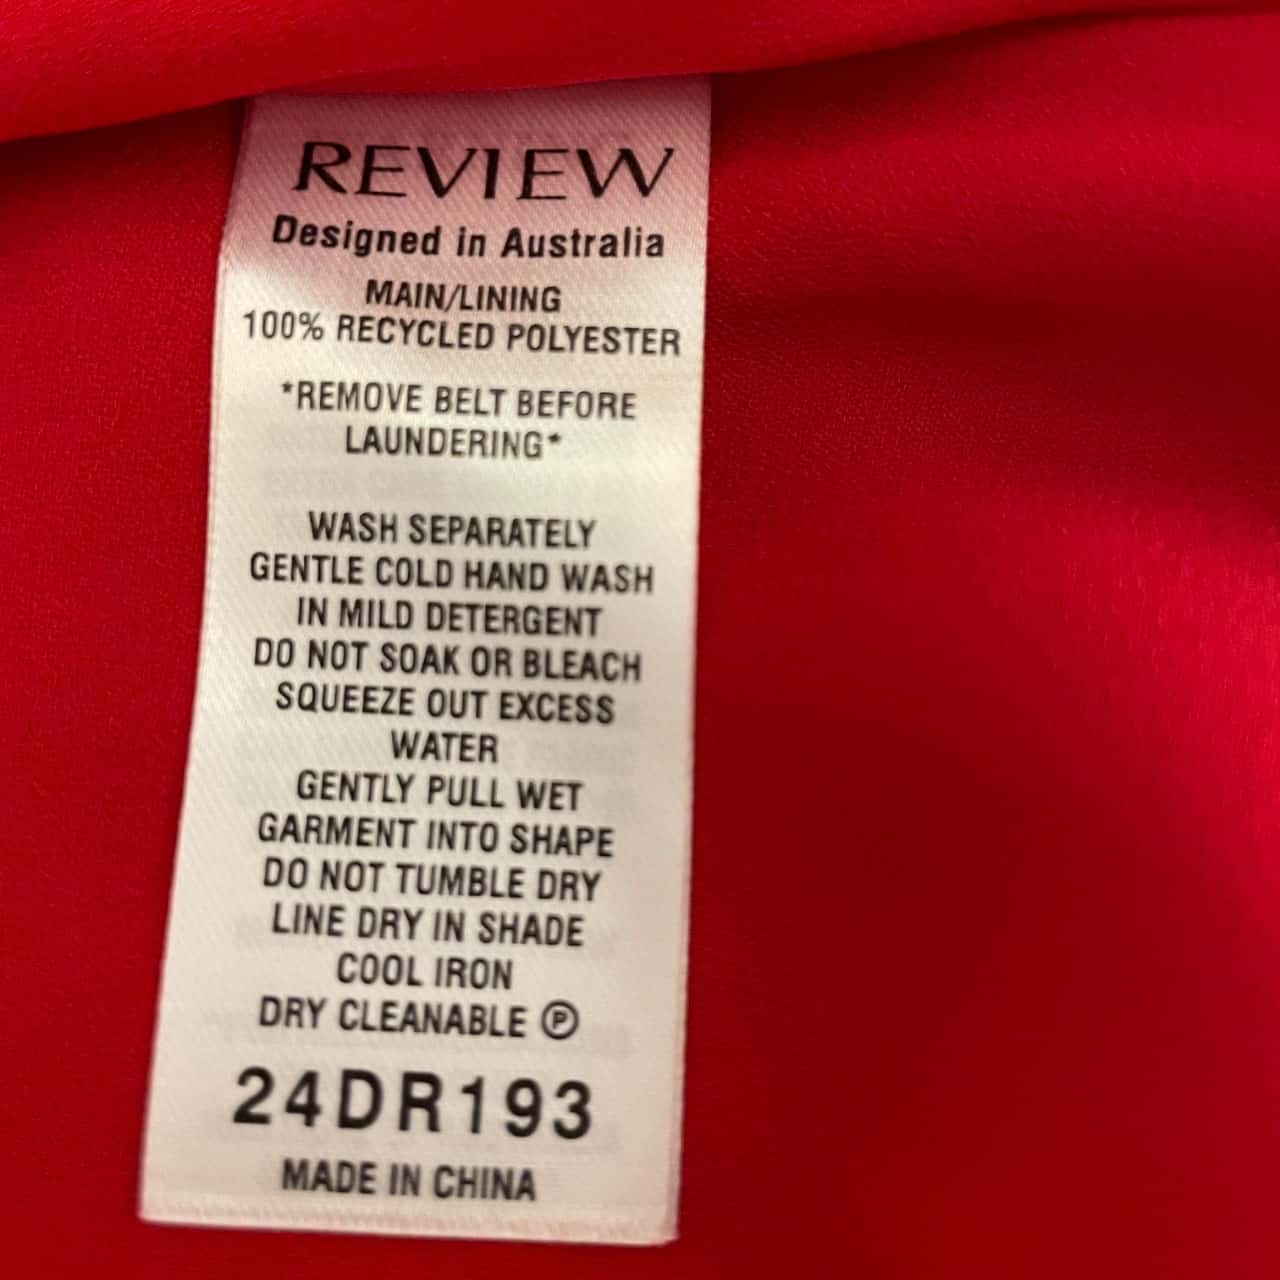 REVIEW
Designed in Australia
MAIN/LINING
100% RECYCLED POLYESTER
*REMOVE BELT BEFORE
LAUNDERING*
WASH SEPARATELY
GENTLE COLD HAND WASH
IN MILD DETERGENT
DO NOT SOAK OR BLEACH
SQUEEZE OUT EXCESS
WATER
GENTLY PULL WET
GARMENT INTO SHAPE
DO NOT TUMBLE DRY
LINE DRY IN SHADE
COOL IRON
DRY CLEANABLE Ⓟ
24DR193
MADE IN CHINA